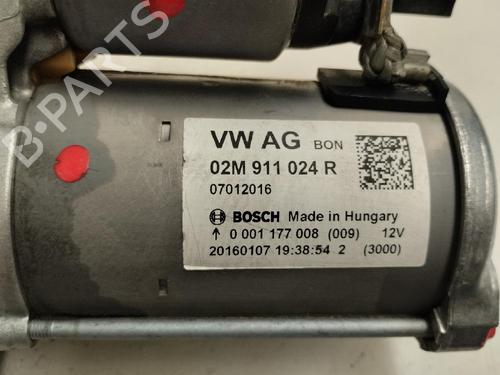 B-PARTS
VW AG BON
02M 911 024 R
07012016
BOSCH Made in Hungary
0 001 177 008 (009) 12V
20160107 19:38:54 2 (3000)